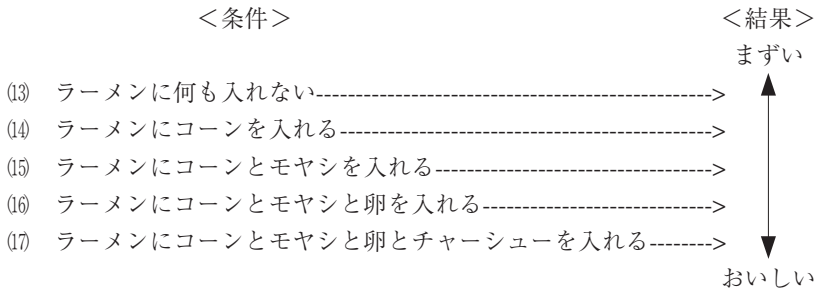 ＜条件＞ ＜結果＞
まずい
⒀ ラーメンに何も入れない-------------------------------------------------->
⒁ ラーメンにコーンを入れる----------------------------------------------->
⒂ ラーメンにコーンとモヤシを入れる----------------------------------->
⒃ ラーメンにコーンとモヤシと卵を入れる----------------------------->
⒄ ラーメンにコーンとモヤシと卵とチャーシューを入れる-------->
おいしい